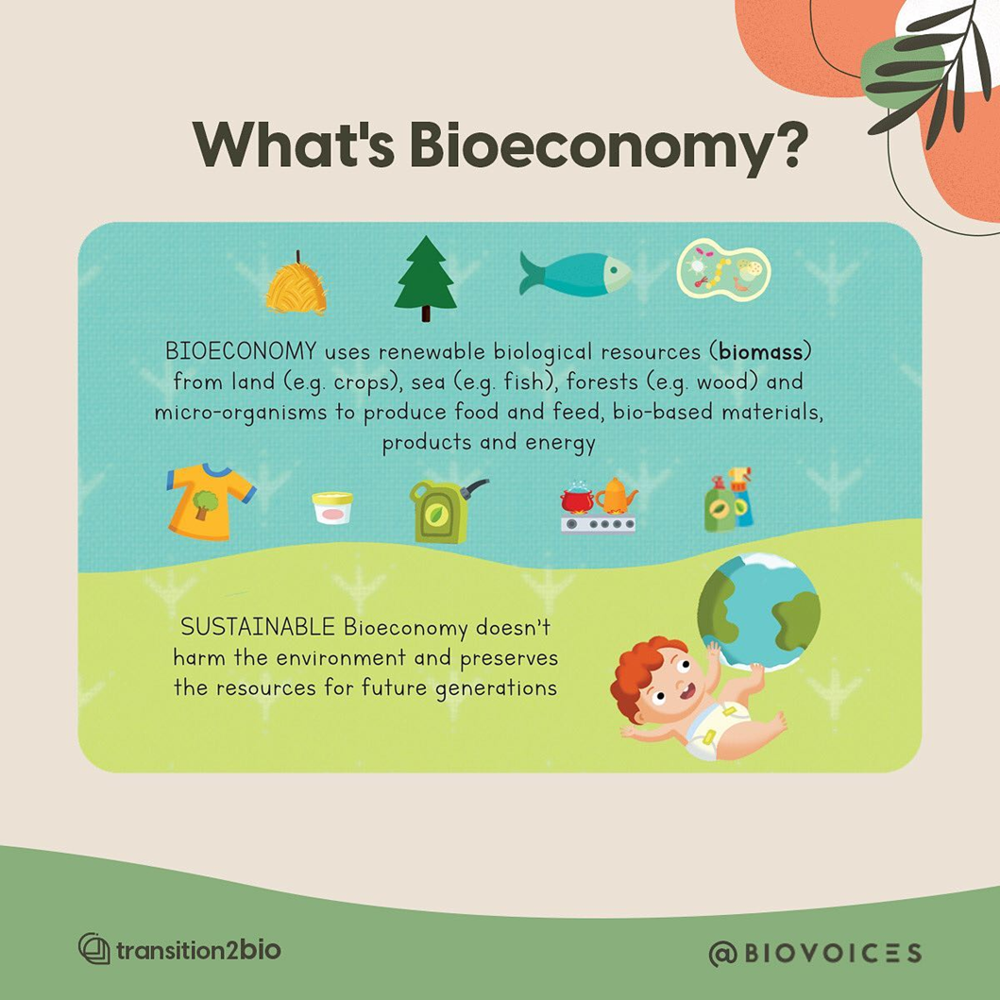 What's Bioeconomy?
BIOECONOMY uses renewable biological resources (biomass)
from land (e.g. crops), sea (e.g. fish), forests (e.g. wood) and
micro-organisms to produce food and feed, bio-based materials,
products and energy
SUSTAINABLE Bioeconomy doesn't
harm the environment and preserves
the resources for future generations
transition2bio
@BIOVOICES